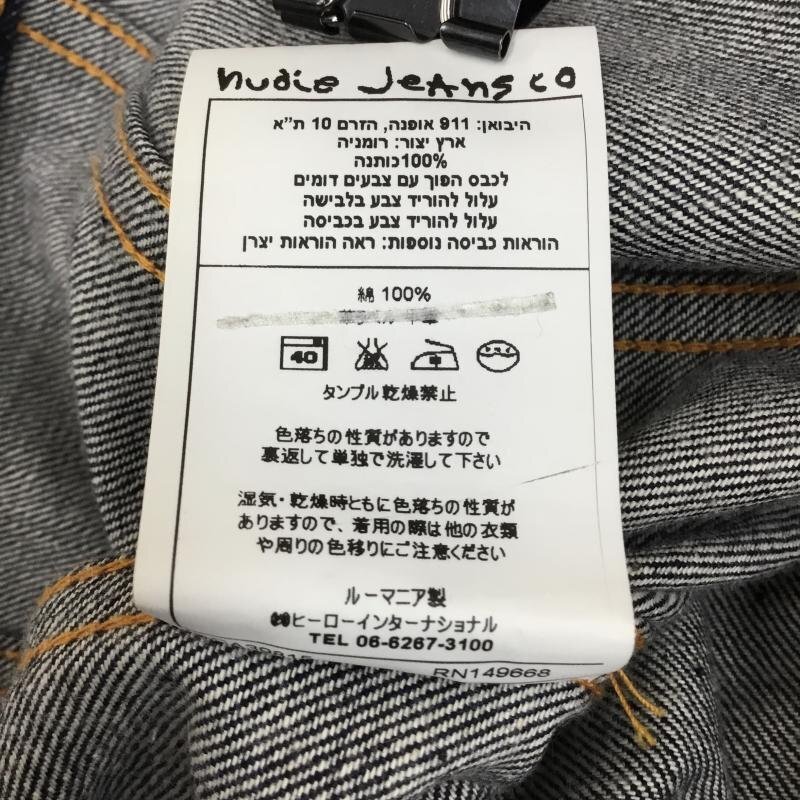 nudie Jeans co
היבואן: 911 אופנה, הזרם 10 ת"א
ארץ יצור: רומניה
100%כותנה
לכבס הפוך עם צבעים דומים
עלול להוריד צבע בלבישה
עלול להוריד צבע בכביסה
הוראות כביסה נוספות: ראה הוראות יצרן
綿 100%
40 中
タンブル乾燥禁止
色落ちの性質がありますので
裏返して単独で洗濯して下さい
湿気・乾燥時ともに色落ちの性質が
ありますので、着用の際は他の衣類
や周りの色移りにご注意ください
ルーマニア製
㈱ヒーローインターナショナル
TEL 06-6267-3100
RN149668